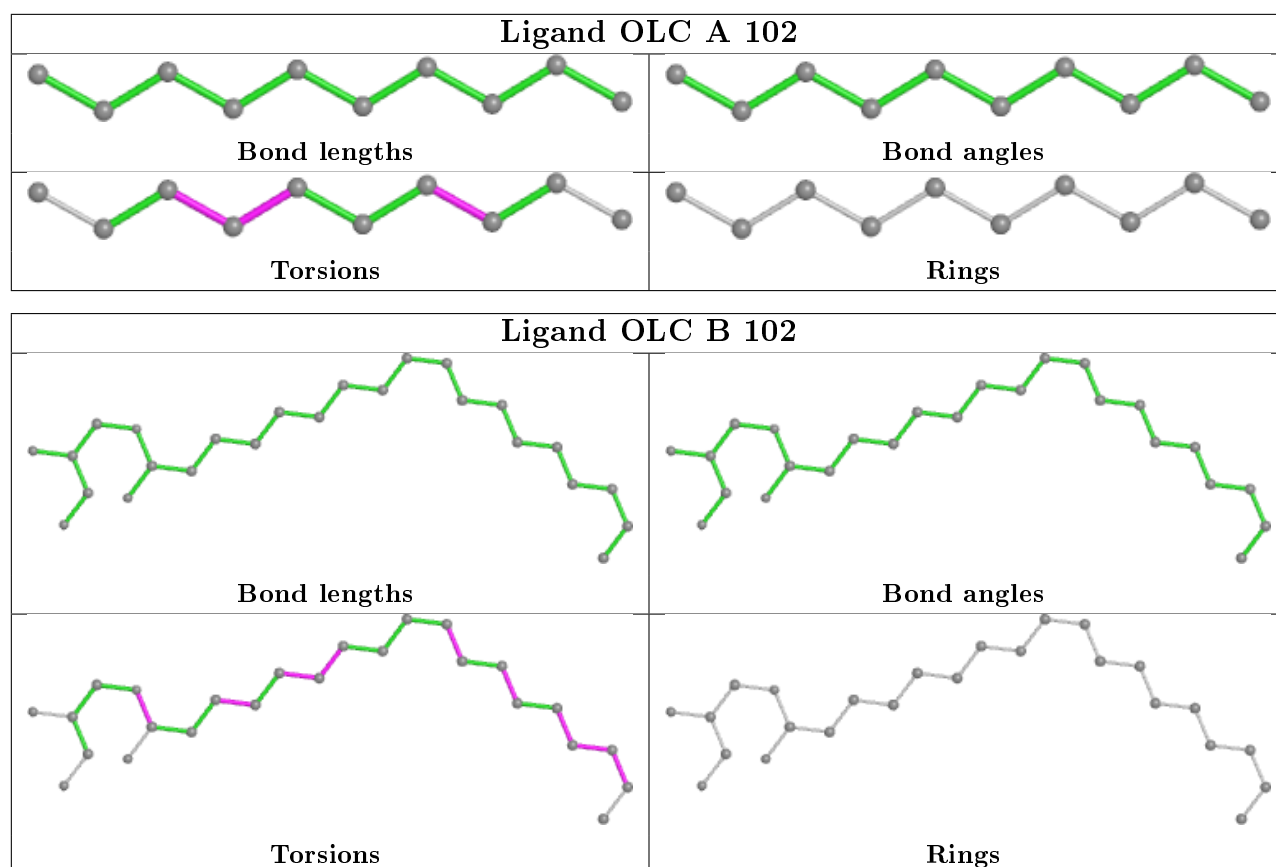 Ligand OLC A 102
Bond lengths
Bond angles
Torsions
Rings
Ligand OLC B 102
Bond lengths
Bond angles
Torsions
Rings